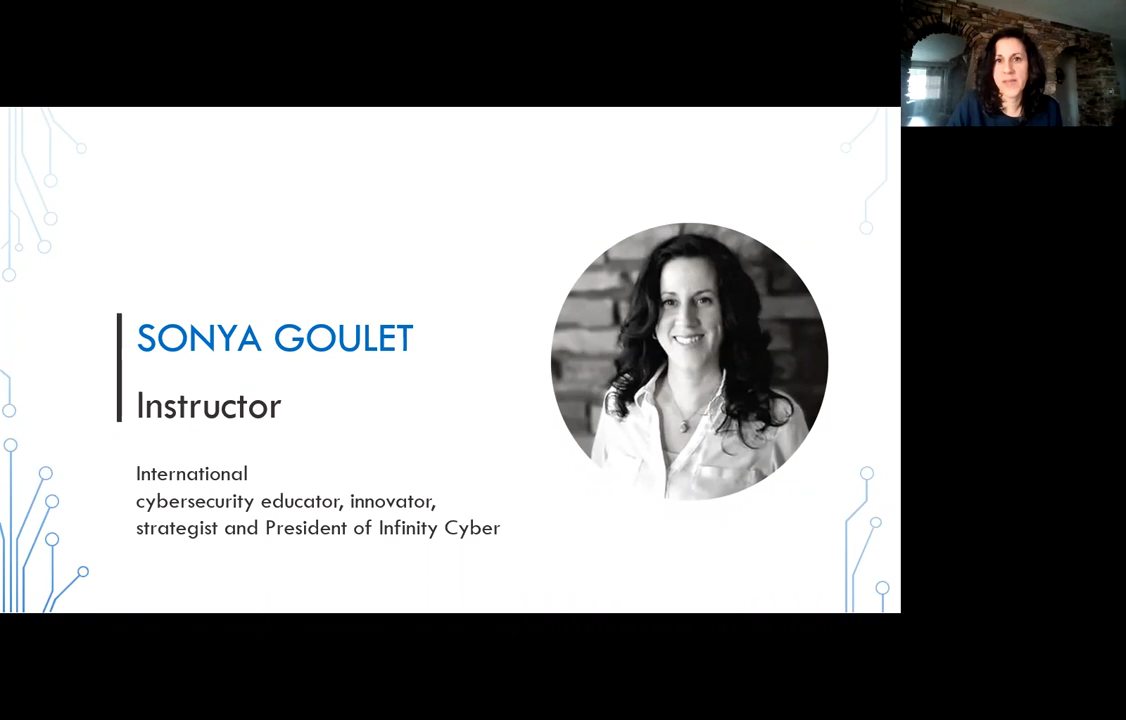 SONYA GOULET
Instructor
International
cybersecurity educator, innovator,
strategist and President of Infinity Cyber